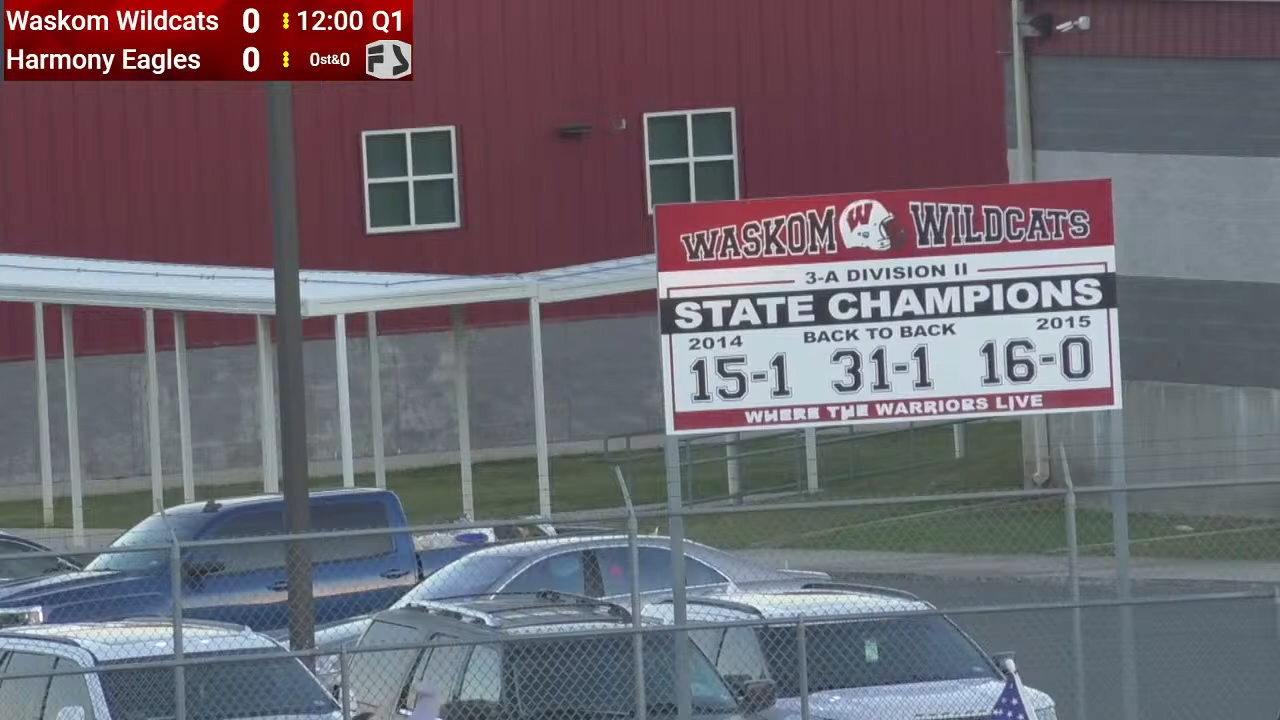 Waskom Wildcats 0 12:00 Q1
Harmony Eagles 0 0st&0 FS
WASKOM W WILDCATS
3-A DIVISION II
STATE CHAMPIONS
2014 BACK TO BACK 2015
15-1 31-1 16-0
WHERE THE WARRIORS LIVE